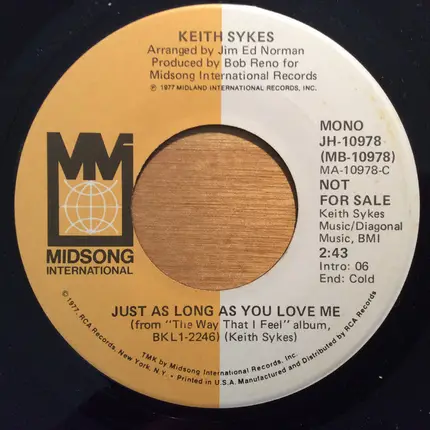 KEITH SYKES
Arranged by Jim Ed Norman
Produced by Bob Reno for
Midsong International Records
℗ 1977 MIDLAND INTERNATIONAL RECORDS, INC.
MONO
JH-10978
(MB-10978)
MA-10978-C
NOT
FOR SALE
Keith Sykes
Music/Diagonal
Music, BMI
2:43
Intro: 06
End: Cold
MIDSONG
INTERNATIONAL
JUST AS LONG AS YOU LOVE ME
(from "The Way That I Feel" album,
BKL1-2246) (Keith Sykes)
TMK by Midsong International Records, Inc.
© 1977, RCA Records, New York, N.Y. • Printed in U.S.A. Manufactured and Distributed by RCA Records